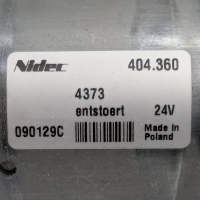 Nidec 404.360
4373
entstoert 24V
090129C Made in
Poland